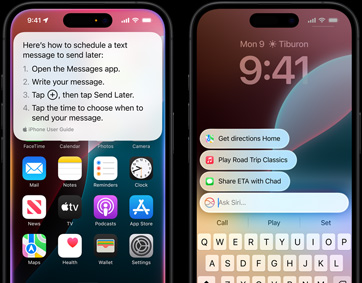 9:41
Here's how to schedule a text
message to send later:
1. Open the Messages app.
2. Write your message.
3. Tap +, then tap Send Later.
4. Tap the time to choose when to
send your message.
iPhone User Guide
FaceTime Calendar Photos Camera
Mail Notes Reminders Clock
NEWS tv
News TV Podcasts App Store
Maps Health Wallet Settings
Mon 9 Tiburon
9:41
Get directions Home
Play Road Trip Classics
Share ETA with Chad
Ask Siri...
Call Play Set
Q W E R T Y U I O P
A S D F G H J K L
Z X C V B N M